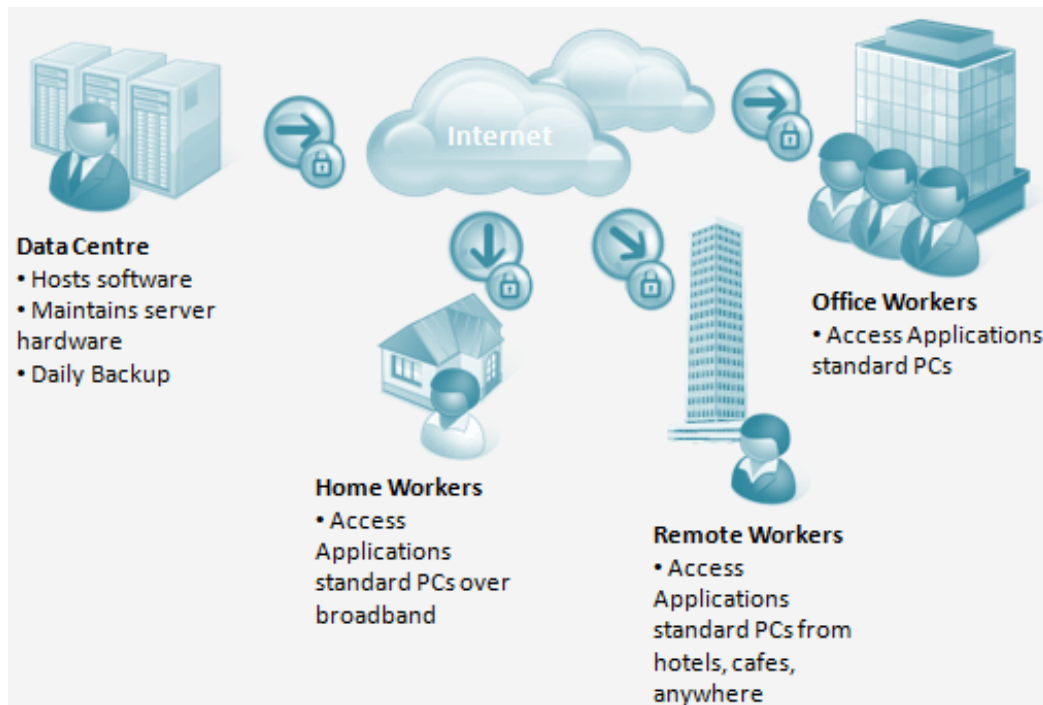 Internet
Data Centre
• Hosts software
• Maintains server
hardware
• Daily Backup
Office Workers
• Access Applications
standard PCs
Home Workers
• Access
Applications
standard PCs over
broadband
Remote Workers
• Access
Applications
standard PCs from
hotels, cafes,
anywhere